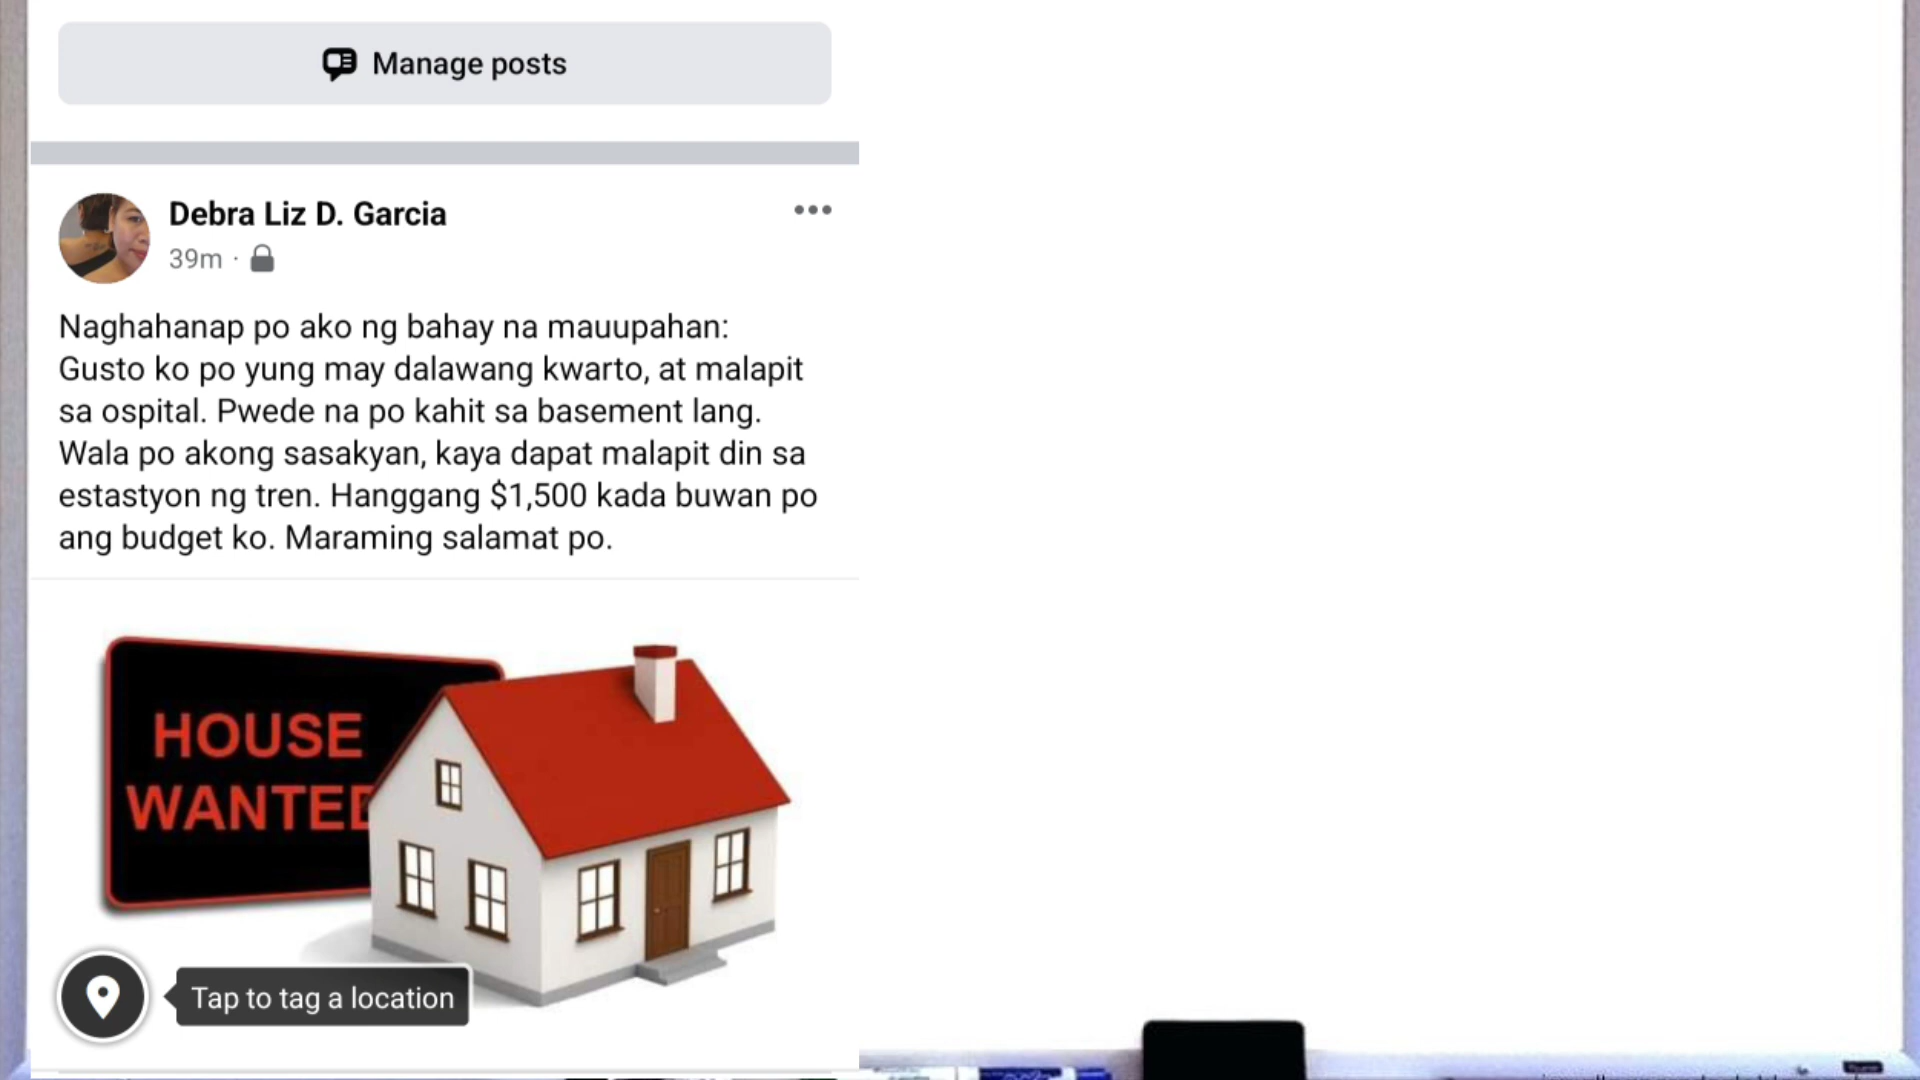 Manage posts
Debra Liz D. Garcia
39m ·
Naghahanap po ako ng bahay na mauupahan:
Gusto ko po yung may dalawang kwarto, at malapit
sa ospital. Pwede na po kahit sa basement lang.
Wala po akong sasakyan, kaya dapat malapit din sa
estastyon ng tren. Hanggang $1,500 kada buwan po
ang budget ko. Maraming salamat po.
HOUSE
WANTED
Tap to tag a location